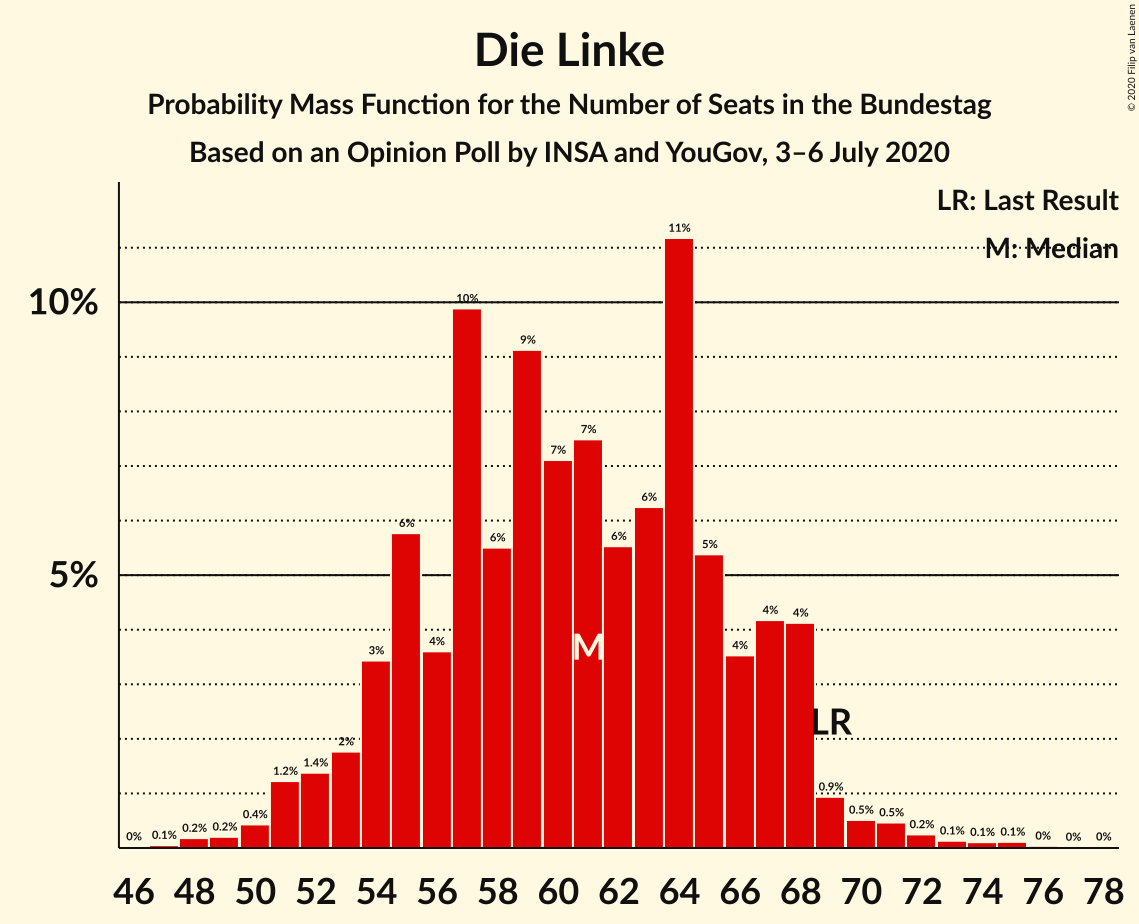 Die Linke
Probability Mass Function for the Number of Seats in the Bundestag
Based on an Opinion Poll by INSA and YouGov, 3–6 July 2020
© 2020 Filip van Laenen
LR: Last Result
M: Median
10%
5%
0% 0.1% 0.2% 0.2% 0.4% 1.2% 1.4% 2% 3% 6% 4% 10% 6% 9% 7% 7% 6% 6% 11% 5% 4% 4% 4% 0.9% 0.5% 0.5% 0.2% 0.1% 0.1% 0.1% 0% 0% 0%
M
LR
46 48 50 52 54 56 58 60 62 64 66 68 70 72 74 76 78